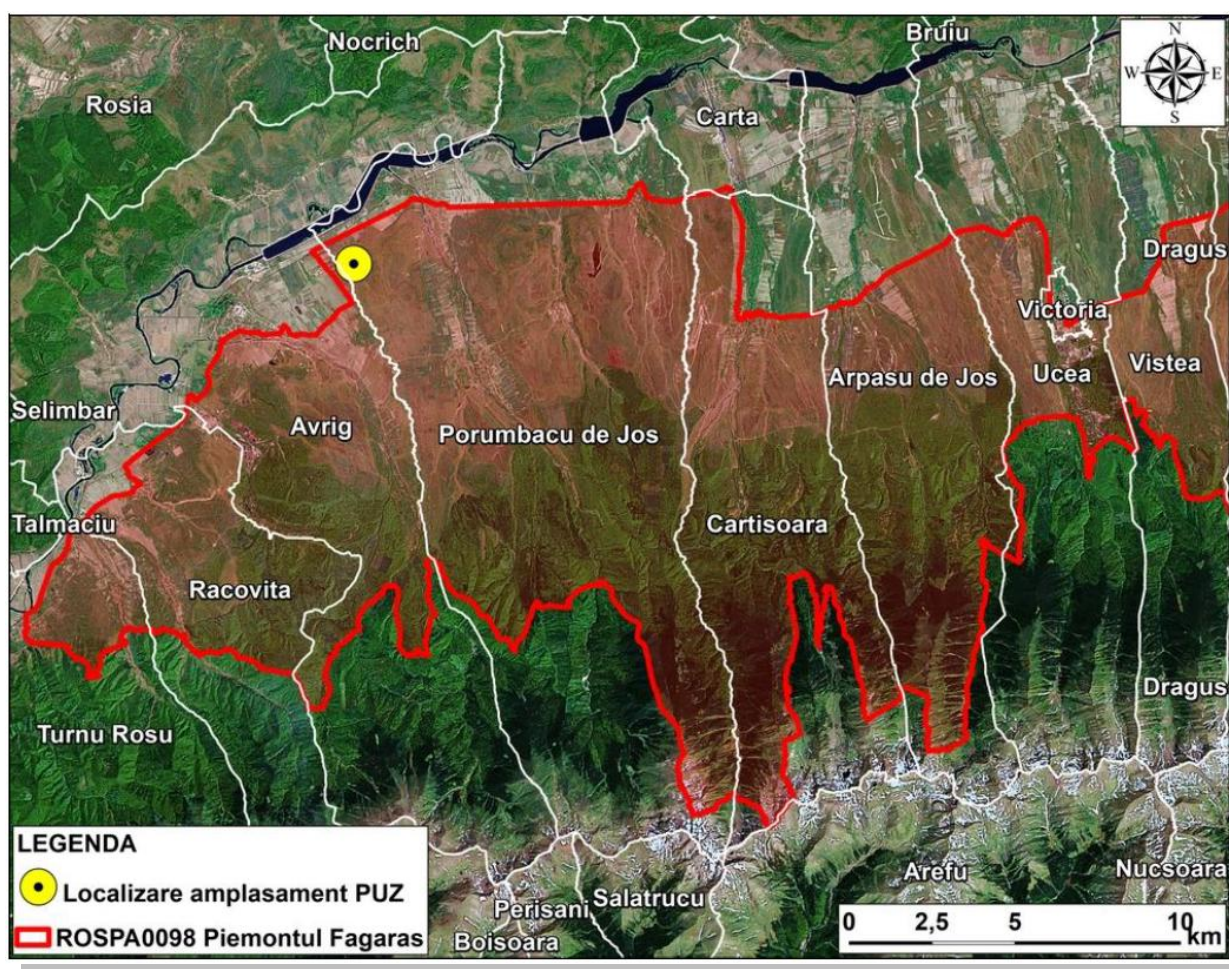 Nocrich
Bruiu
N
W
E
S
Rosia
Carta
Dragus
Victoria
Ucea
Vistea
Arpasu de Jos
Selimbar
Avrig
Porumbacu de Jos
Talmaciu
Cartisoara
Racovita
Dragus
Turnu Rosu
LEGENDA
Localizare amplasament PUZ
ROSPA0098 Piemontul Fagaras
Perisani
Salatrucu
Boisoara
Arefu
Nucsoara
0 2,5 5 10
km